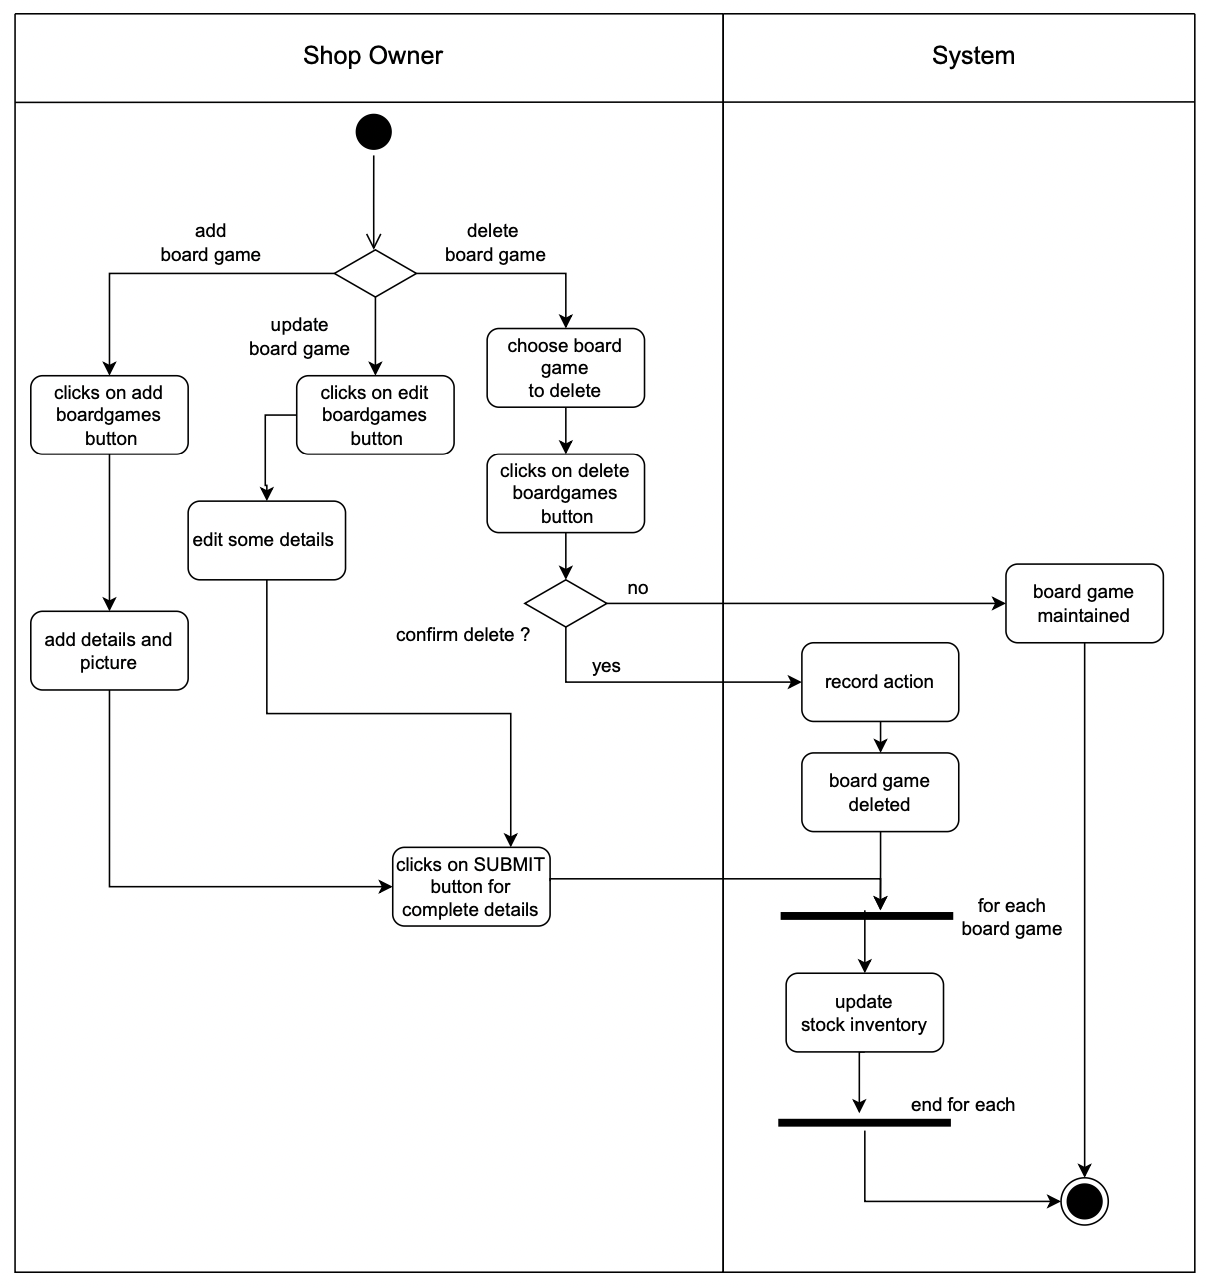 Shop Owner
System
add
board game
delete
board game
update
board game
choose board
game
to delete
clicks on add
boardgames
button
clicks on edit
boardgames
button
clicks on delete
boardgames
button
edit some details
no
board game
maintained
confirm delete ?
add details and
picture
yes
record action
board game
deleted
clicks on SUBMIT
button for
complete details
for each
board game
update
stock inventory
end for each